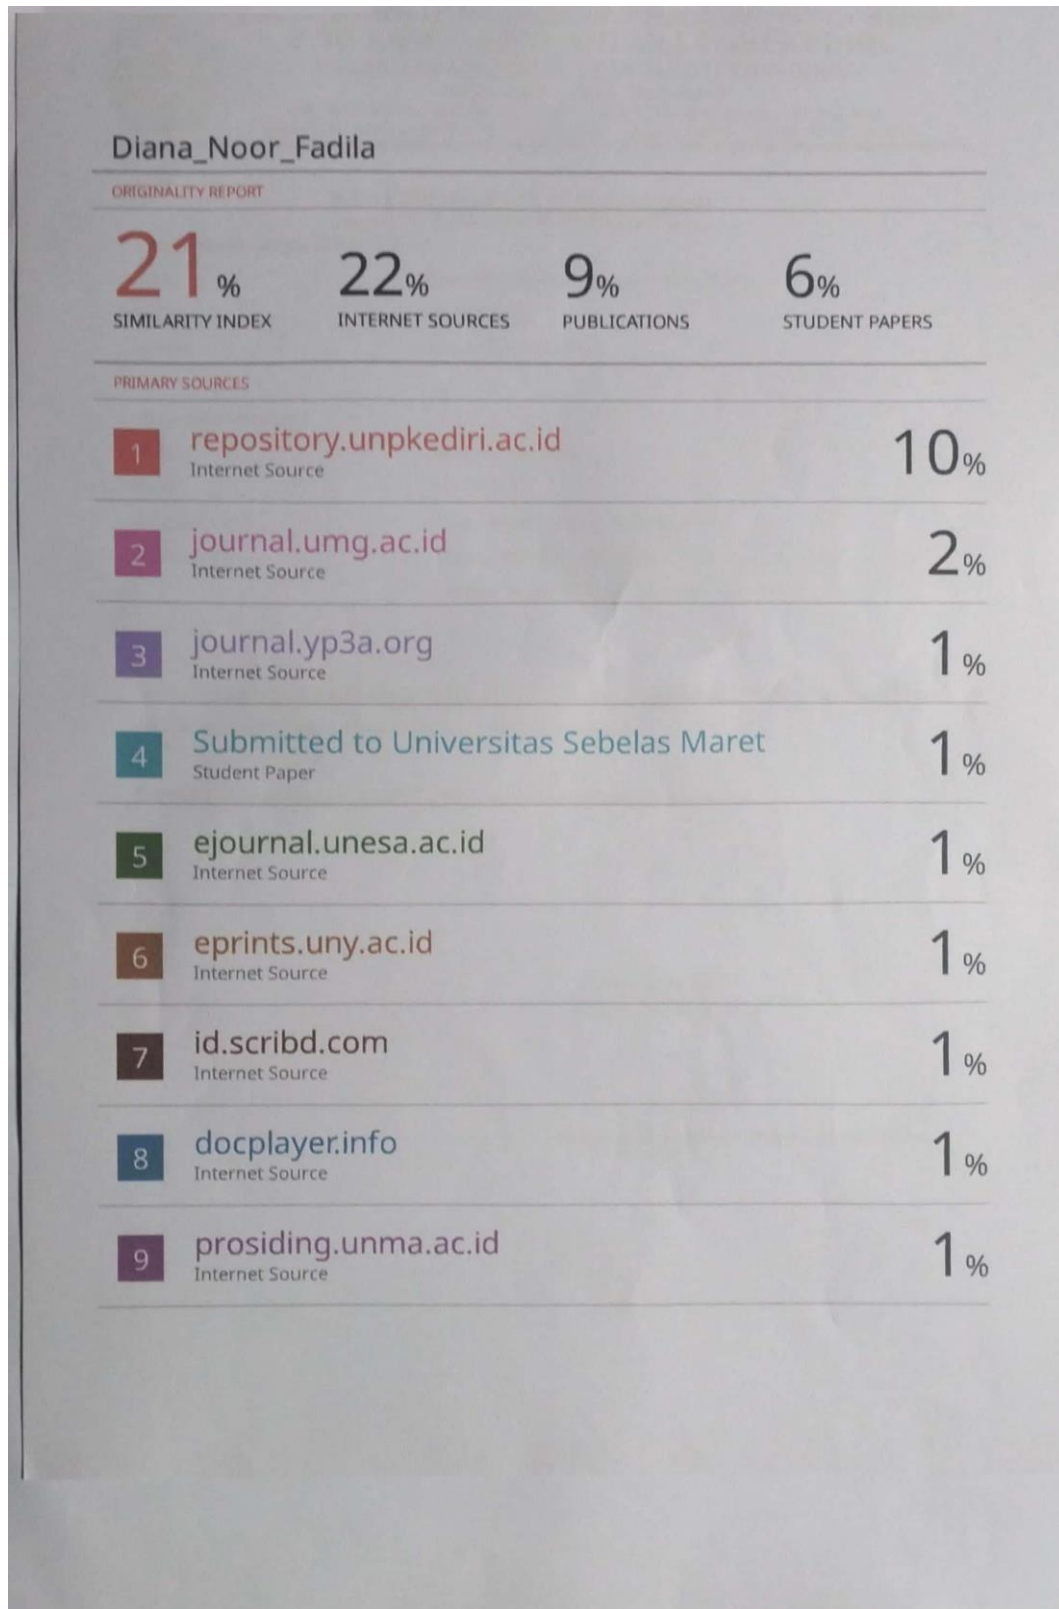 Diana_Noor_Fadila
ORIGINALITY REPORT
21% 22% 9% 6%
SIMILARITY INDEX INTERNET SOURCES PUBLICATIONS STUDENT PAPERS
PRIMARY SOURCES
1 repository.unpkediri.ac.id 10%
Internet Source
2 journal.umg.ac.id 2%
Internet Source
3 journal.yp3a.org 1%
Internet Source
4 Submitted to Universitas Sebelas Maret 1%
Student Paper
5 ejournal.unesa.ac.id 1%
Internet Source
6 eprints.uny.ac.id 1%
Internet Source
7 id.scribd.com 1%
Internet Source
8 docplayer.info 1%
Internet Source
9 prosiding.unma.ac.id 1%
Internet Source